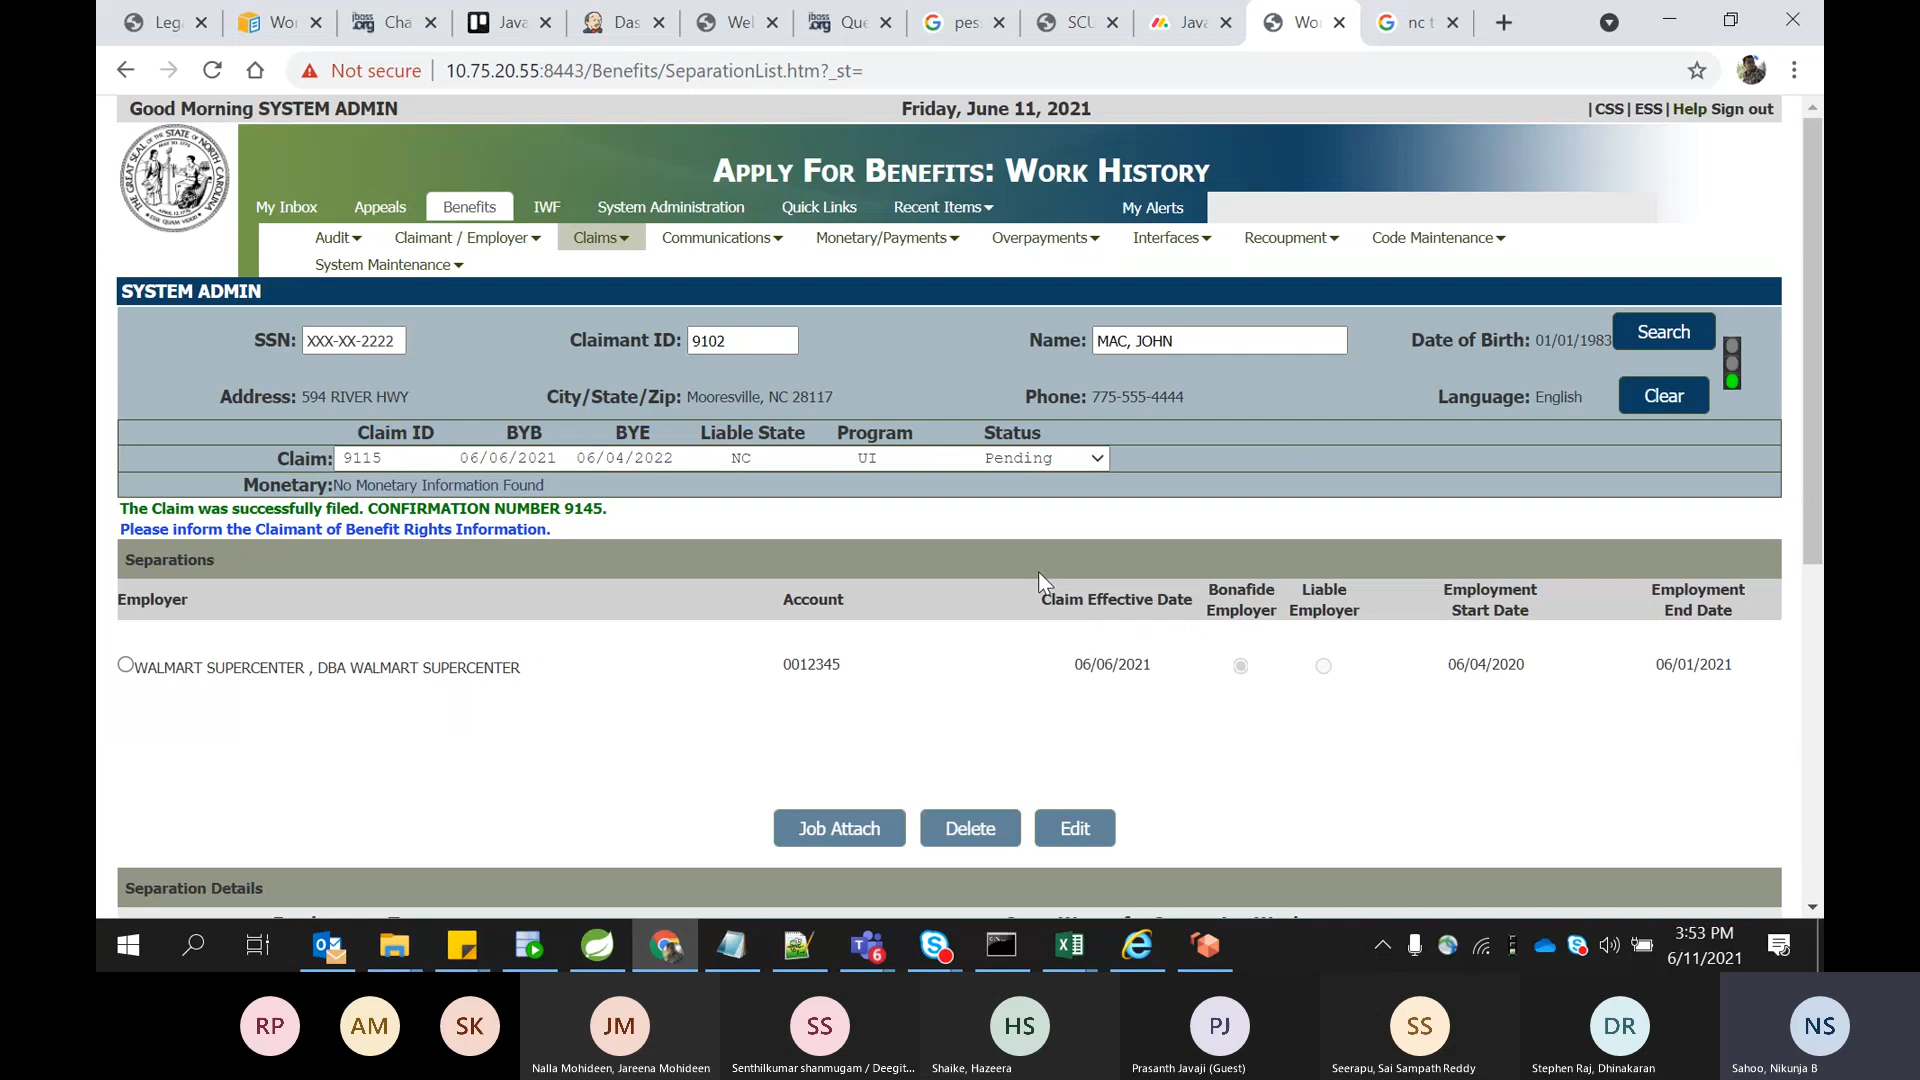 Leg
Wor
Cha
Java
Das
Wel
Que
pes
SCU
Java
Wo
nc t
Not secure
10.75.20.55:8443/Benefits/SeparationList.htm?_st=
Good Morning SYSTEM ADMIN
Friday, June 11, 2021
| CSS | ESS | Help Sign out
APPLY FOR BENEFITS: WORK HISTORY
My Inbox
Appeals
Benefits
IWF
System Administration
Quick Links
Recent Items
My Alerts
Audit
Claimant / Employer
Claims
Communications
Monetary/Payments
Overpayments
Interfaces
Recoupment
Code Maintenance
System Maintenance
SYSTEM ADMIN
SSN: XXX-XX-2222
Claimant ID: 9102
Name: MAC, JOHN
Date of Birth: 01/01/1983
Search
Address: 594 RIVER HWY
City/State/Zip: Mooresville, NC 28117
Phone: 775-555-4444
Language: English
Clear
Claim ID BYB BYE Liable State Program Status
Claim: 9115 06/06/2021 06/04/2022 NC UI Pending
Monetary: No Monetary Information Found
The Claim was successfully filed. CONFIRMATION NUMBER 9145.
Please inform the Claimant of Benefit Rights Information.
Separations
Employer
Account
Claim Effective Date
Bonafide Employer
Liable Employer
Employment Start Date
Employment End Date
WALMART SUPERCENTER , DBA WALMART SUPERCENTER 0012345 06/06/2021 06/04/2020 06/01/2021
Job Attach
Delete
Edit
Separation Details
3:53 PM
6/11/2021
RP
AM
SK
JM
SS
HS
PJ
SS
DR
NS
Nalla Mohideen, Jareena Mohideen
Senthilkumar shanmugam / Deegit...
Shaike, Hazeera
Prasanth Javaji (Guest)
Seerapu, Sai Sampath Reddy
Stephen Raj, Dhinakaran
Sahoo, Nikunja B